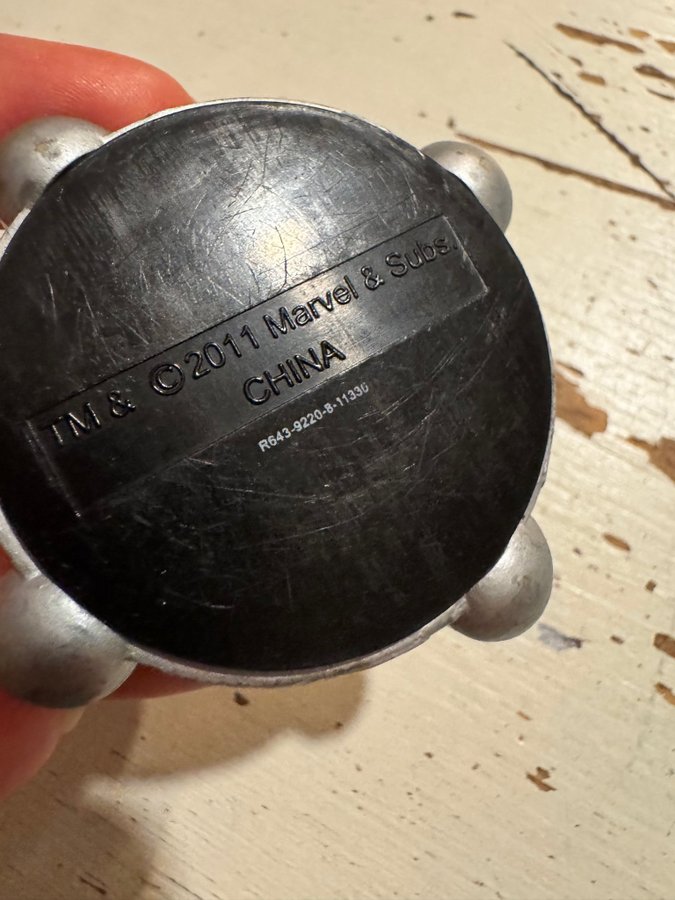 TM & ©2011 Marvel & Subs.
CHINA
R643-9220-8-11330